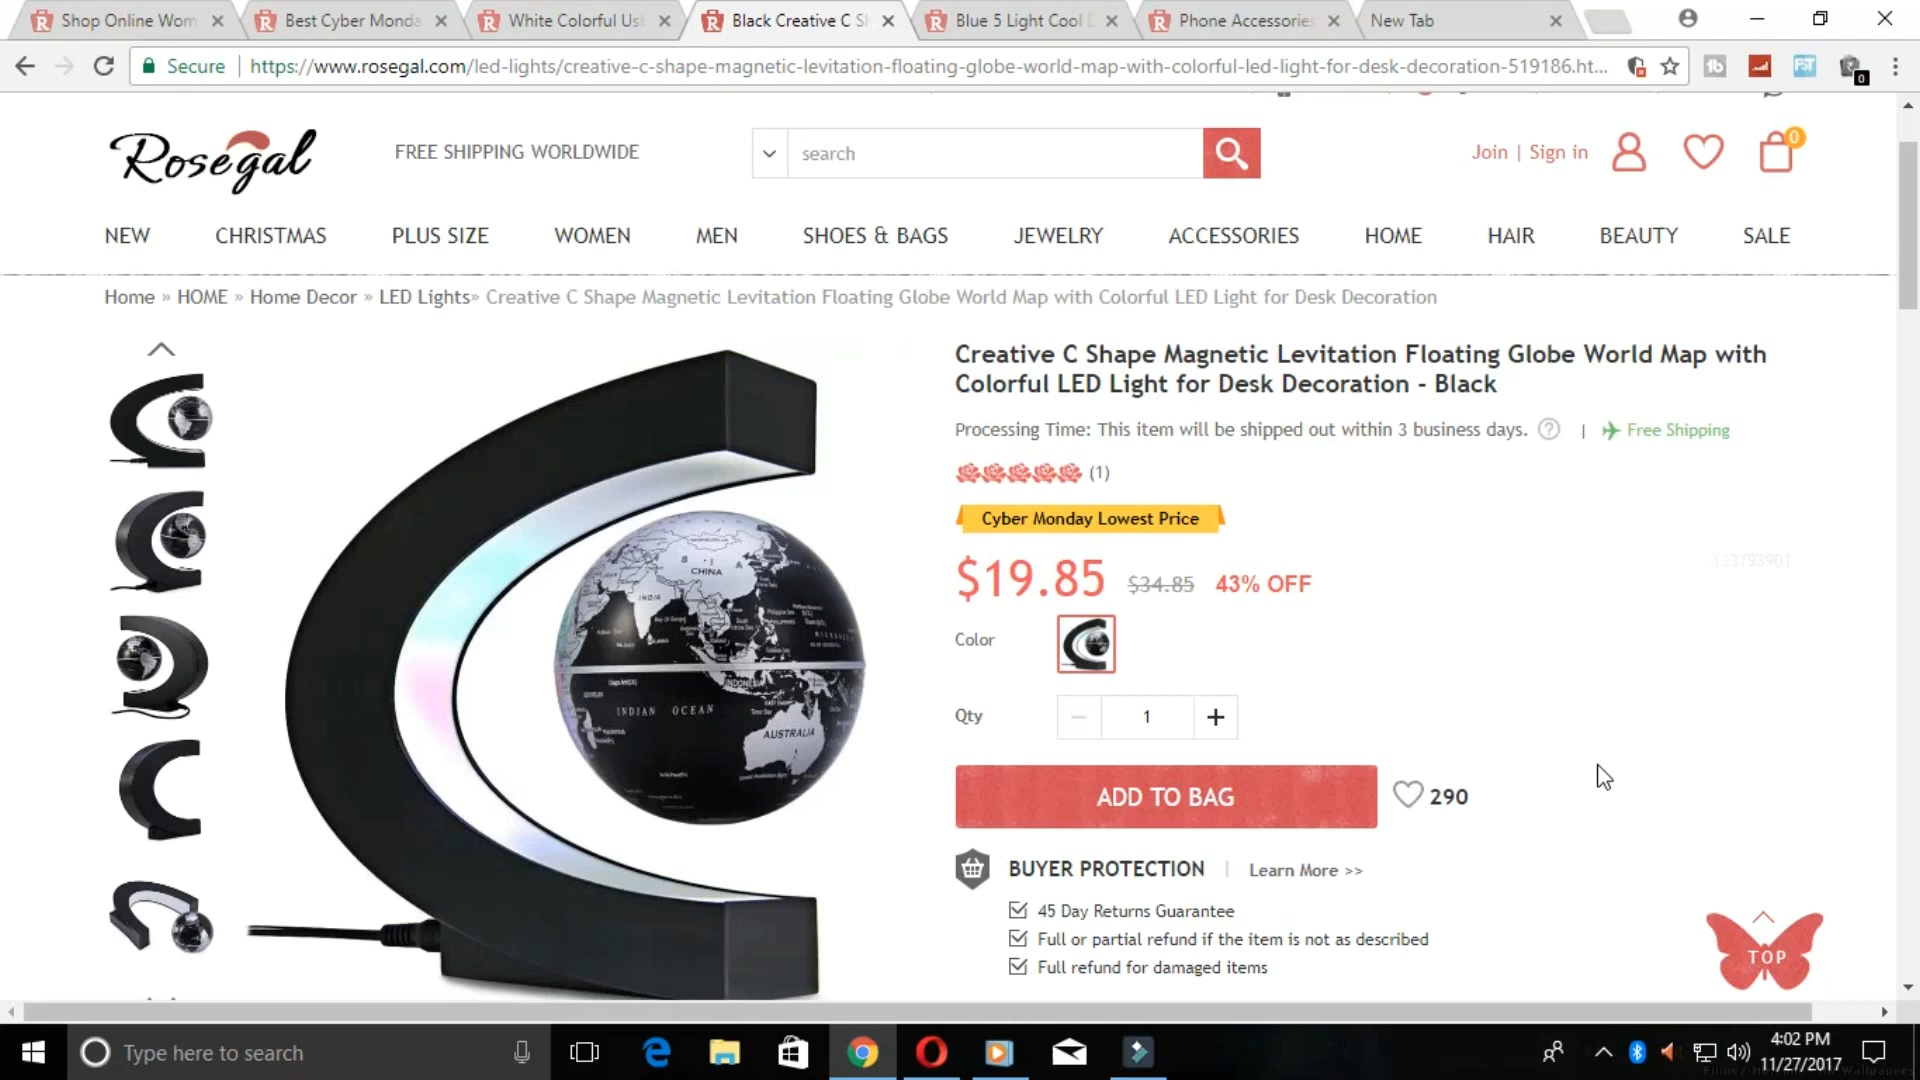 Shop Online Wom
Best Cyber Monda
White Colorful Us
Black Creative C S
Blue 5 Light Cool
Phone Accessories
New Tab
Secure
https://www.rosegal.com/led-lights/creative-c-shape-magnetic-levitation-floating-globe-world-map-with-colorful-led-light-for-desk-decoration-519186.ht...
0
Rosegal
FREE SHIPPING WORLDWIDE
search
Join | Sign in
0
NEW CHRISTMAS PLUS SIZE WOMEN MEN SHOES & BAGS JEWELRY ACCESSORIES HOME HAIR BEAUTY SALE
Home » HOME » Home Decor » LED Lights» Creative C Shape Magnetic Levitation Floating Globe World Map with Colorful LED Light for Desk Decoration
Creative C Shape Magnetic Levitation Floating Globe World Map with
Colorful LED Light for Desk Decoration - Black
Processing Time: This item will be shipped out within 3 business days. ? | Free Shipping
(1)
Cyber Monday Lowest Price
$19.85 $34.85 43% OFF
Color
Qty
1
ADD TO BAG
290
BUYER PROTECTION | Learn More >>
45 Day Returns Guarantee
Full or partial refund if the item is not as described
Full refund for damaged items
TOP
CHINA
INDIA
INDONESIA
INDIAN OCEAN
AUSTRALIA
Type here to search
4:02 PM
11/27/2017